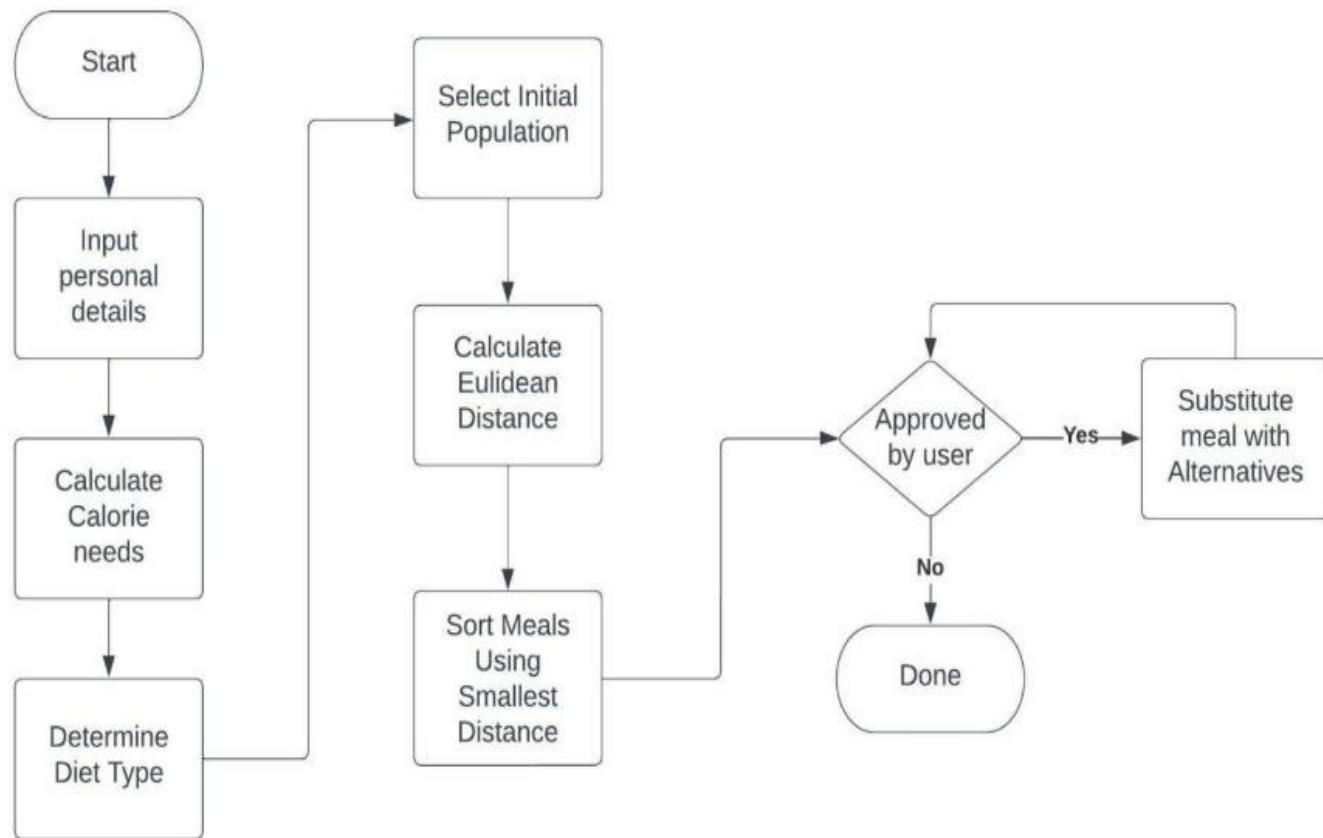 Start
Input
personal
details
Calculate
Calorie
needs
Determine
Diet Type
Select Initial
Population
Calculate
Eulidean
Distance
Sort Meals
Using
Smallest
Distance
Approved
by user
Yes
Substitute
meal with
Alternatives
No
Done